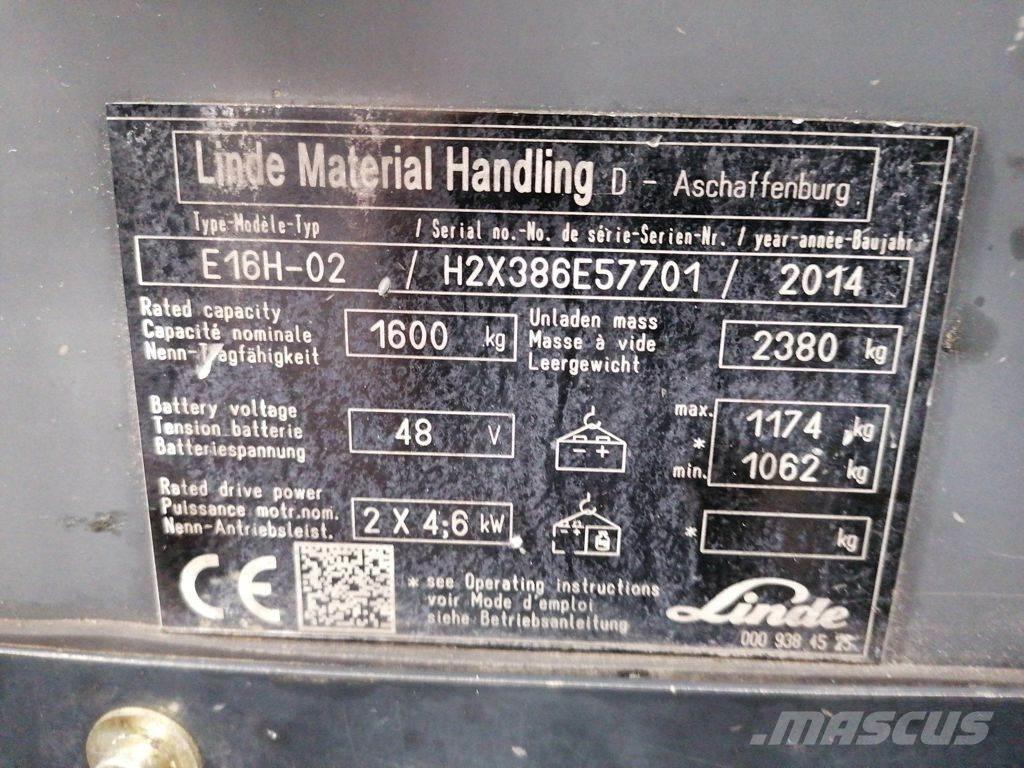 Linde Material Handling D - Aschaffenburg
Type-Modèle-Typ / Serial no.-No. de série-Serien-Nr. / year-année-Baujahr
E16H-02 / H2X386E57701 / 2014
Rated capacity
Capacité nominale
Nenn-Tragfähigkeit
1600 kg
Unladen mass
Masse à vide
Leergewicht
2380 kg
Battery voltage
Tension batterie
Batteriespannung
48 V
- +
max. 1174 kg
*
min. 1062 kg
Rated drive power
Puissance motr.nom.
Nenn-Antriebsleist.
2 X 4,6 kW
- +
* kg
CE
* see Operating instructions
voir Mode d'emploi
siehe Betriebsanleitung
Linde
000 938 45 25
MASCUS